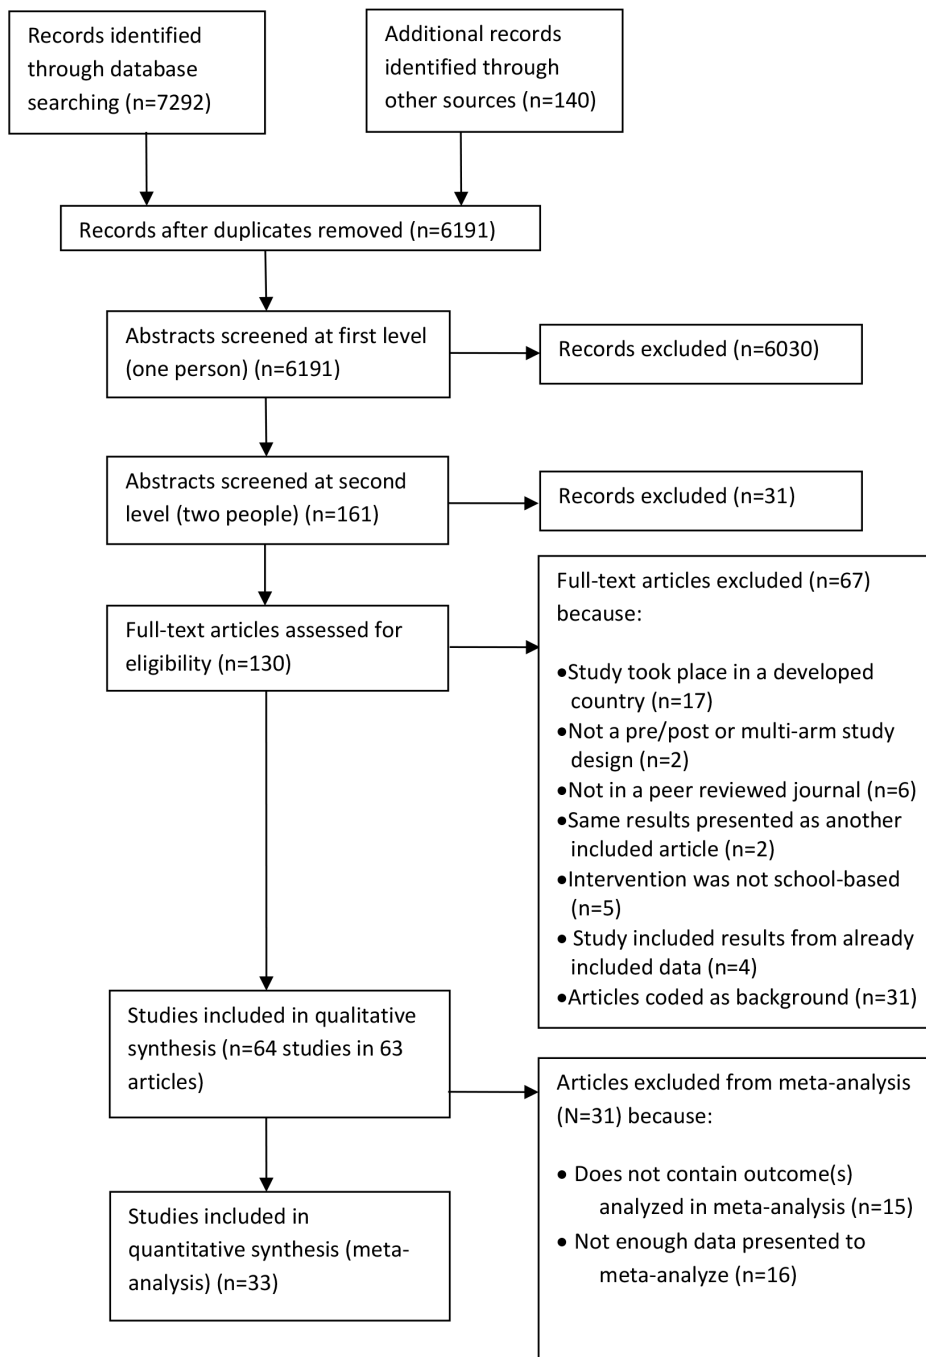 Records identified
through database
searching (n=7292)
Additional records
identified through
other sources (n=140)
Records after duplicates removed (n=6191)
Abstracts screened at first level
(one person) (n=6191)
Records excluded (n=6030)
Abstracts screened at second
level (two people) (n=161)
Records excluded (n=31)
Full-text articles assessed for
eligibility (n=130)
Full-text articles excluded (n=67)
because:
•Study took place in a developed
country (n=17)
•Not a pre/post or multi-arm study
design (n=2)
•Not in a peer reviewed journal (n=6)
•Same results presented as another
included article (n=2)
•Intervention was not school-based
(n=5)
• Study included results from already
included data (n=4)
•Articles coded as background (n=31)
Studies included in qualitative
synthesis (n=64 studies in 63
articles)
Articles excluded from meta-analysis
(N=31) because:
• Does not contain outcome(s)
analyzed in meta-analysis (n=15)
• Not enough data presented to
meta-analyze (n=16)
Studies included in
quantitative synthesis (meta-
analysis) (n=33)